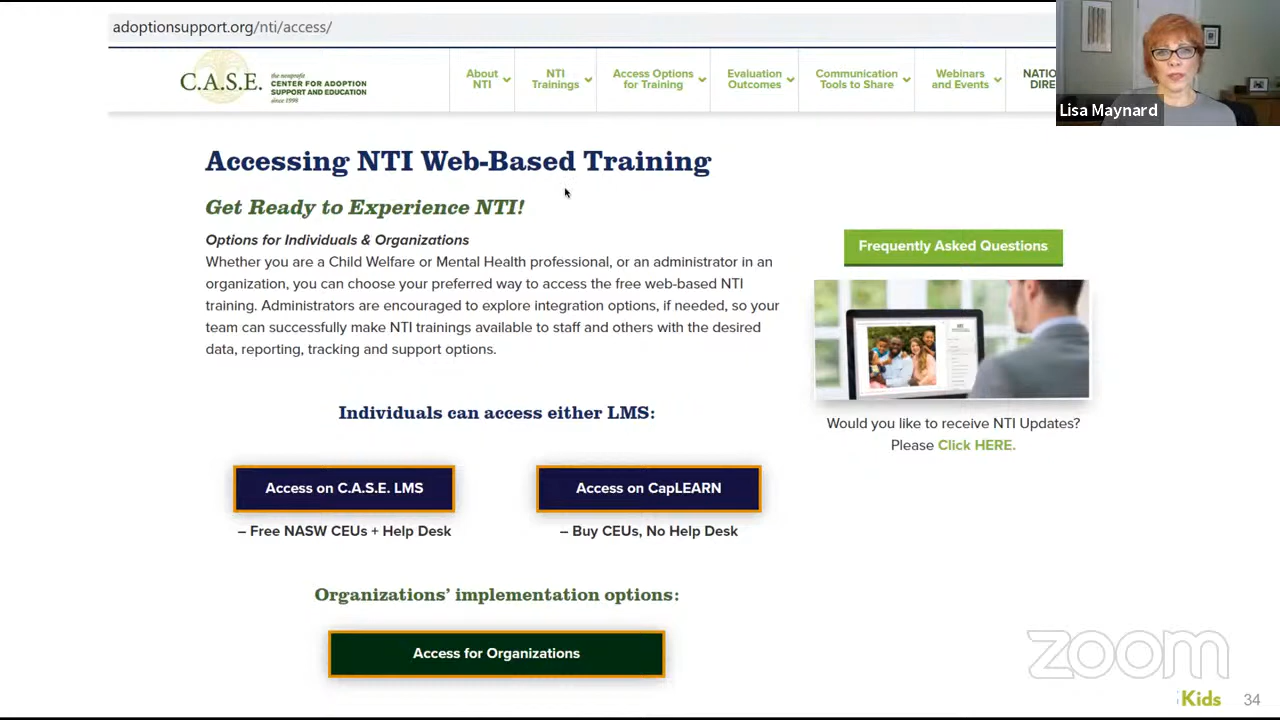 adoptionsupport.org/nti/access/
Lisa Maynard
C.A.S.E.
the nonprofit
CENTER FOR ADOPTION
SUPPORT AND EDUCATION
since 1998
About
NTI
NTI
Trainings
Access Options
for Training
Evaluation
Outcomes
Communication
Tools to Share
Webinars
and Events
NATIO
DIRE
Accessing NTI Web-Based Training
Get Ready to Experience NTI!
Options for Individuals & Organizations
Whether you are a Child Welfare or Mental Health professional, or an administrator in an
organization, you can choose your preferred way to access the free web-based NTI
training. Administrators are encouraged to explore integration options, if needed, so your
team can successfully make NTI trainings available to staff and others with the desired
data, reporting, tracking and support options.
Frequently Asked Questions
Would you like to receive NTI Updates?
Please Click HERE.
Individuals can access either LMS:
Access on C.A.S.E. LMS
Access on CapLEARN
– Free NASW CEUs + Help Desk
– Buy CEUs, No Help Desk
Organizations’ implementation options:
Access for Organizations
zoom
Kids
34